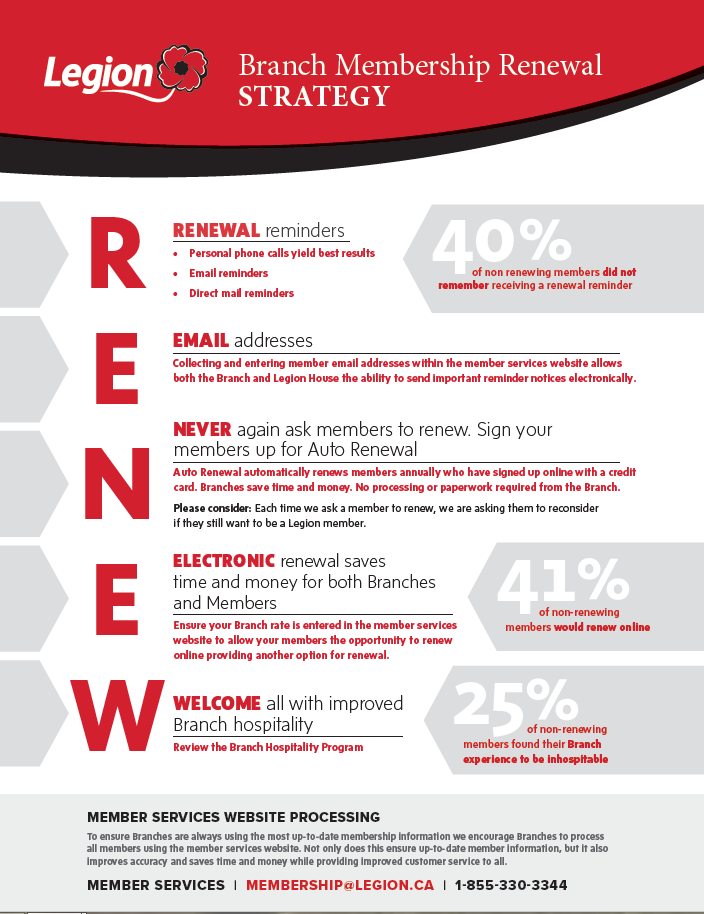 Legion
Branch Membership Renewal
STRATEGY
R
RENEWAL reminders
• Personal phone calls yield best results
• Email reminders
• Direct mail reminders
40%
of non renewing members did not
remember receiving a renewal reminder
E
EMAIL addresses
Collecting and entering member email addresses within the member services website allows
both the Branch and Legion House the ability to send important reminder notices electronically.
N
NEVER again ask members to renew. Sign your
members up for Auto Renewal
Auto Renewal automatically renews members annually who have signed up online with a credit
card. Branches save time and money. No processing or paperwork required from the Branch.
Please consider: Each time we ask a member to renew, we are asking them to reconsider
if they still want to be a Legion member.
E
ELECTRONIC renewal saves
time and money for both Branches
and Members
Ensure your Branch rate is entered in the member services
website to allow your members the opportunity to renew
online providing another option for renewal.
41%
of non-renewing
members would renew online
W
WELCOME all with improved
Branch hospitality
Review the Branch Hospitality Program
25%
of non-renewing
members found their Branch
experience to be inhospitable
MEMBER SERVICES WEBSITE PROCESSING
To ensure Branches are always using the most up-to-date membership information we encourage Branches to process
all members using the member services website. Not only does this ensure up-to-date member information, but it also
improves accuracy and saves time and money while providing improved customer service to all.
MEMBER SERVICES | MEMBERSHIP@LEGION.CA | 1-855-330-3344